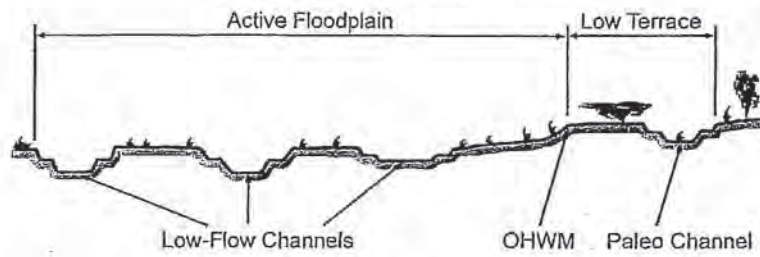 Active Floodplain
Low Terrace
Low-Flow Channels
OHWM
Paleo Channel